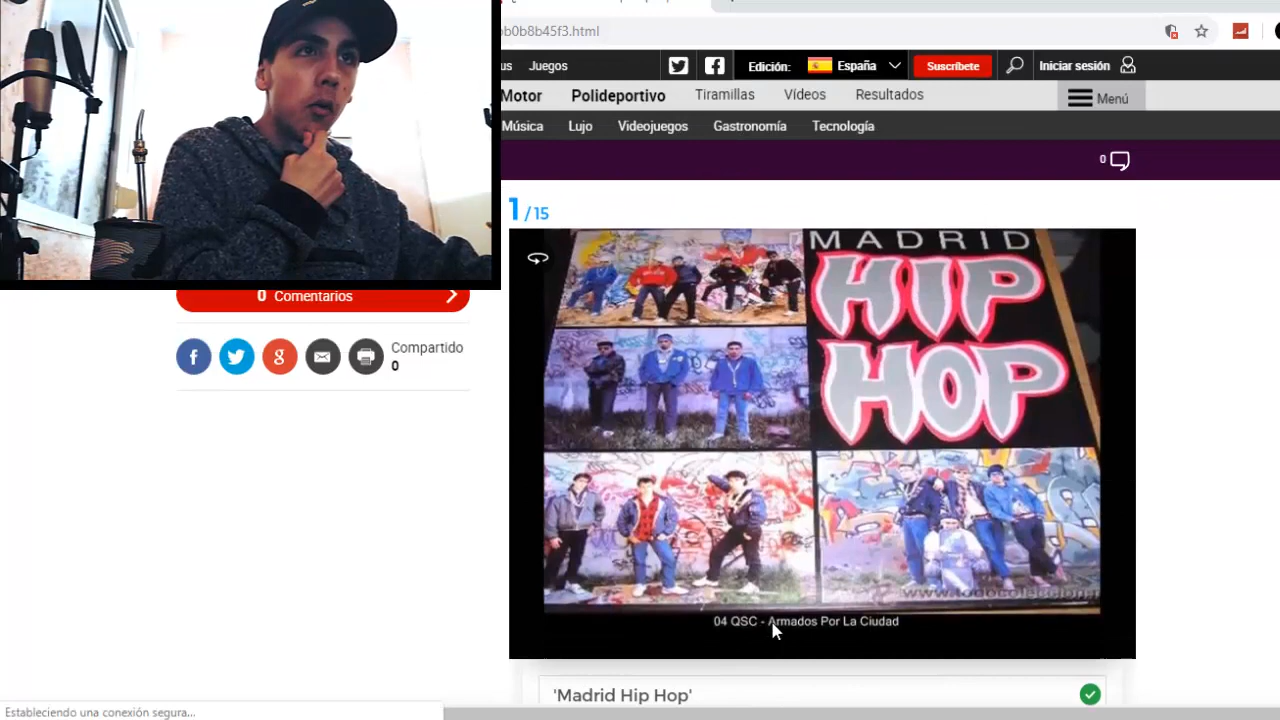 b0b8b45f3.html
us Juegos Edición: España Suscríbete Iniciar sesión
Motor Polideportivo Tiramillas Vídeos Resultados Menú
Música Lujo Videojuegos Gastronomía Tecnología
0
1 / 15
MADRID
HIP
HOP
0 Comentarios
Compartido
0
04 QSC - Armados Por La Ciudad
'Madrid Hip Hop'
Estableciendo una conexión segura...